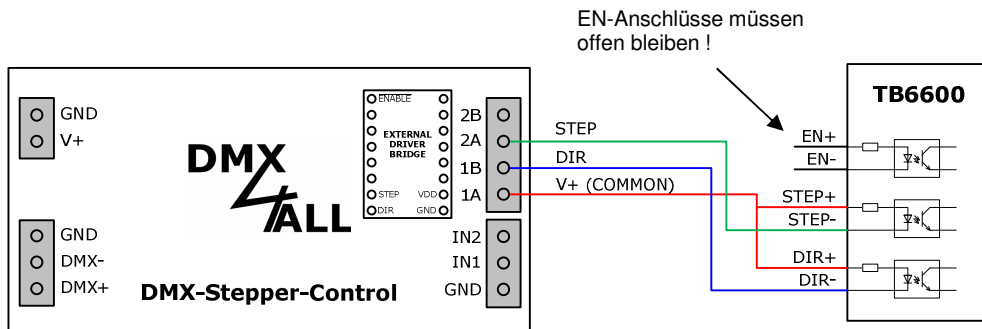 EN-Anschlüsse müssen
offen bleiben !
GND
V+
GND
DMX-
DMX+
DMX
4
ALL
DMX-Stepper-Control
ENABLE
EXTERNAL
DRIVER
BRIDGE
STEP
VDD
DIR
GND
2B
2A
1B
1A
IN2
IN1
GND
STEP
DIR
V+ (COMMON)
TB6600
EN+
EN-
STEP+
STEP-
DIR+
DIR-